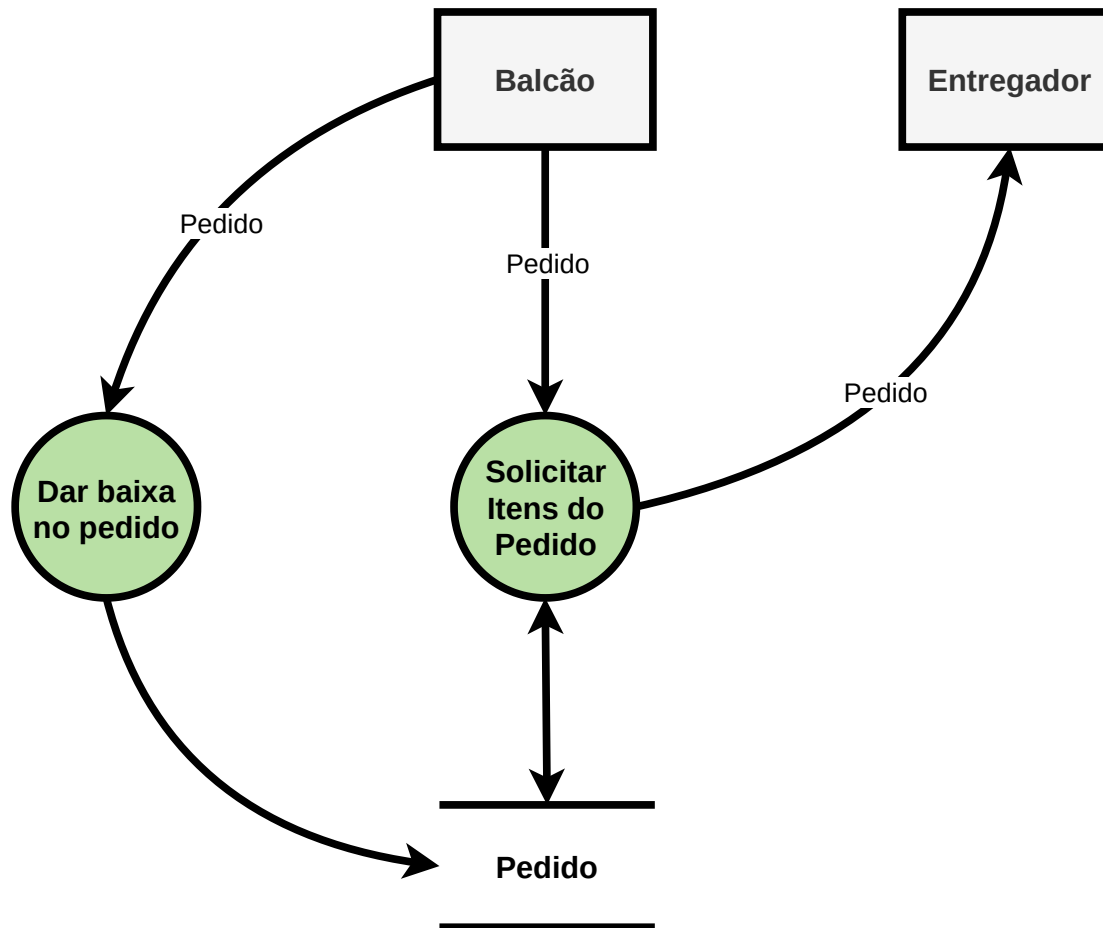 Balcão
Entregador
Pedido
Pedido
Pedido
Dar baixa
no pedido
Solicitar
Itens do
Pedido
Pedido